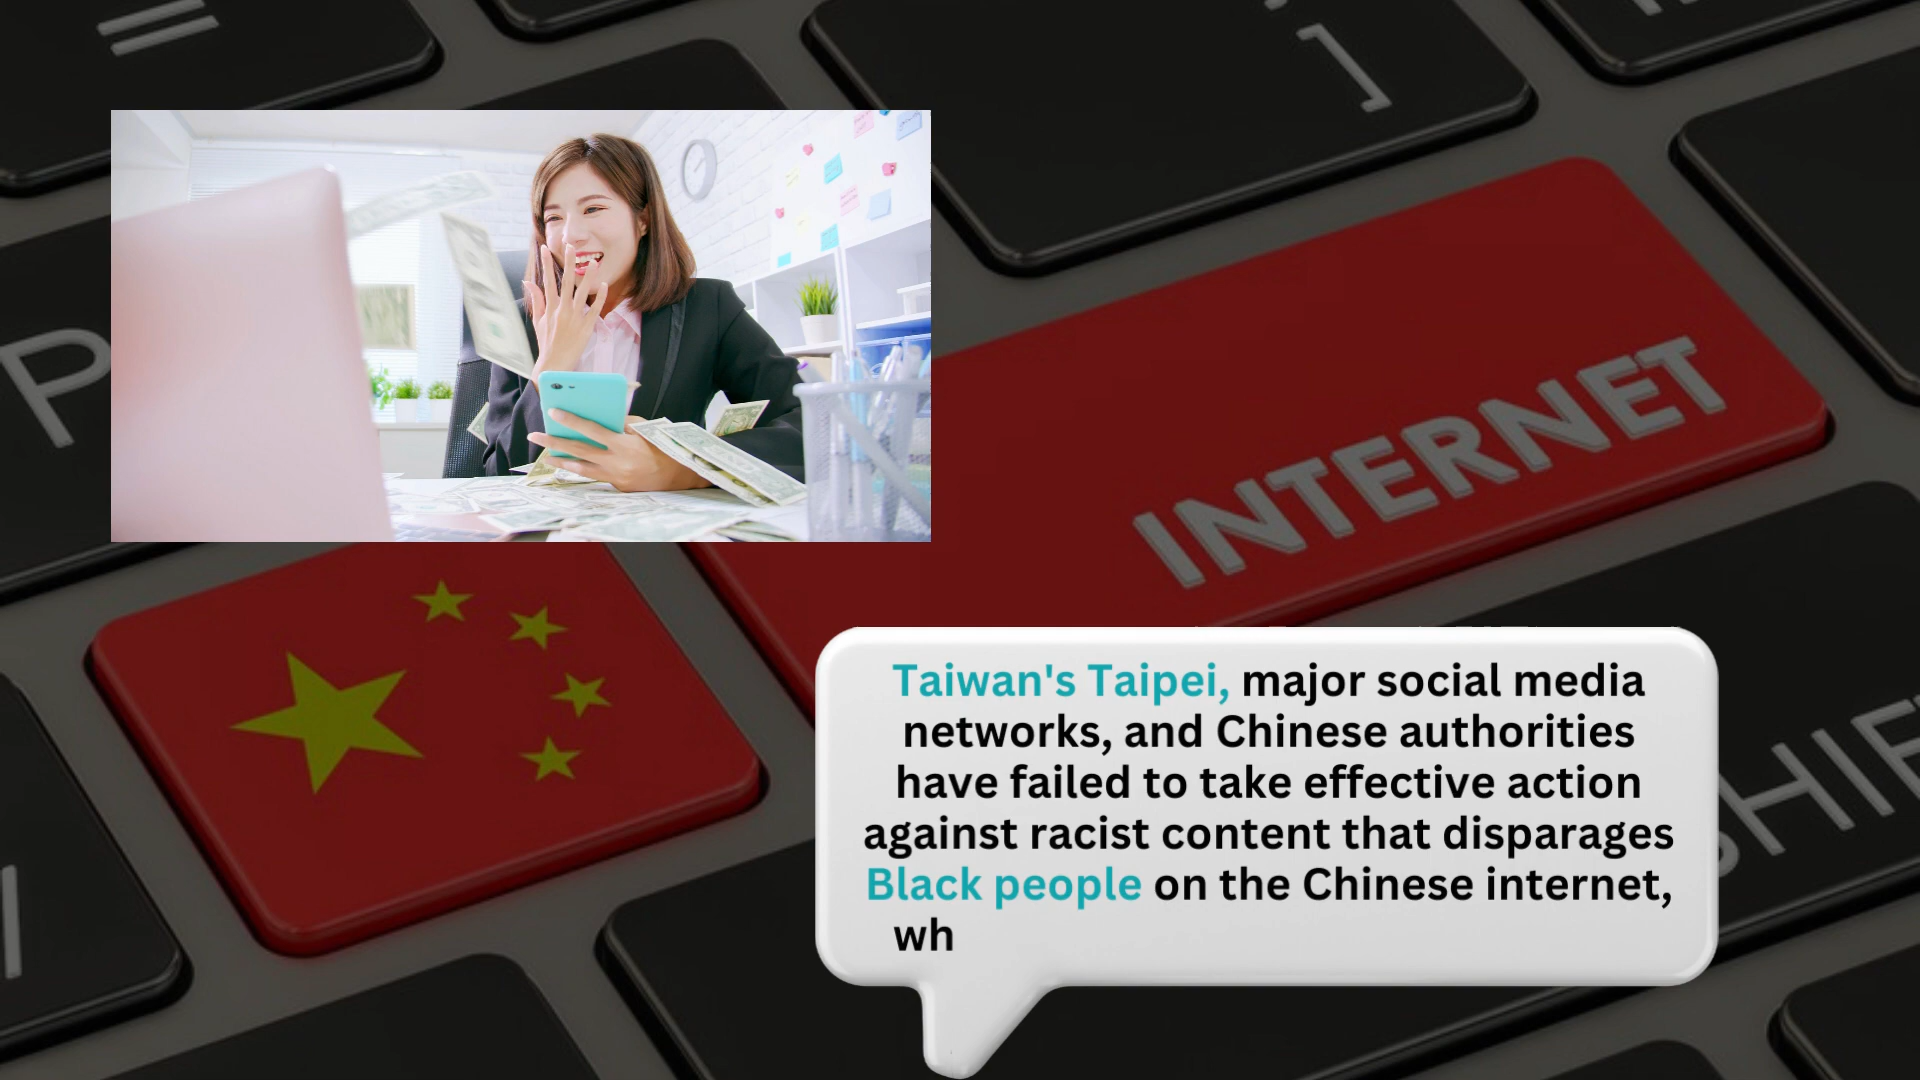 =
]
P
INTERNET
Taiwan's Taipei, major social media
networks, and Chinese authorities
have failed to take effective action
against racist content that disparages
Black people on the Chinese internet,
wh
SHIF